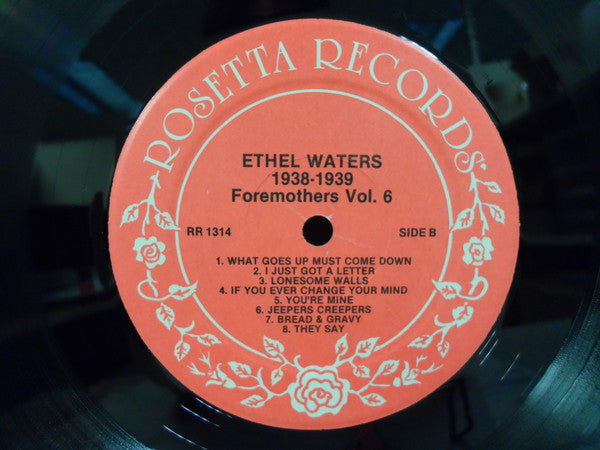 ROSETTA RECORDS
ETHEL WATERS
1938-1939
Foremothers Vol. 6
RR 1314 SIDE B
1. WHAT GOES UP MUST COME DOWN
2. I JUST GOT A LETTER
3. LONESOME WALLS
4. IF YOU EVER CHANGE YOUR MIND
5. YOU'RE MINE
6. JEEPERS CREEPERS
7. BREAD & GRAVY
8. THEY SAY